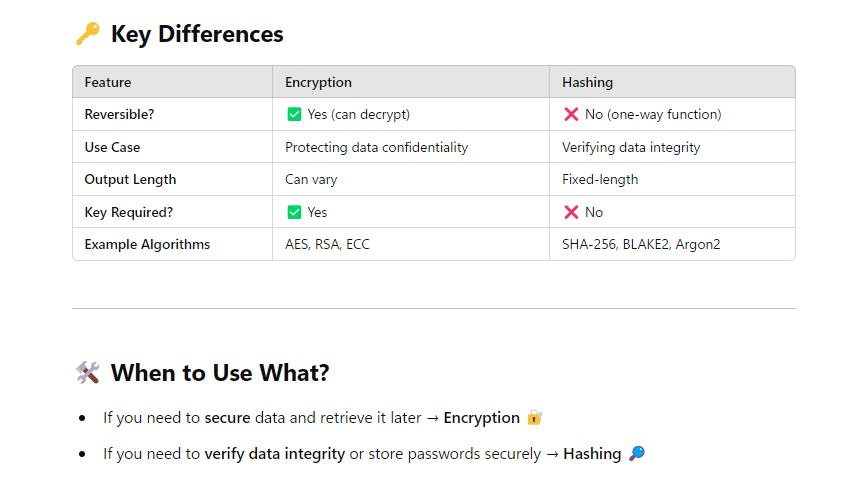 🔑 Key Differences
Feature Encryption Hashing
Reversible? ✅ Yes (can decrypt) ❌ No (one-way function)
Use Case Protecting data confidentiality Verifying data integrity
Output Length Can vary Fixed-length
Key Required? ✅ Yes ❌ No
Example Algorithms AES, RSA, ECC SHA-256, BLAKE2, Argon2
🛠️ When to Use What?
• If you need to secure data and retrieve it later → Encryption 🔐
• If you need to verify data integrity or store passwords securely → Hashing 🔎